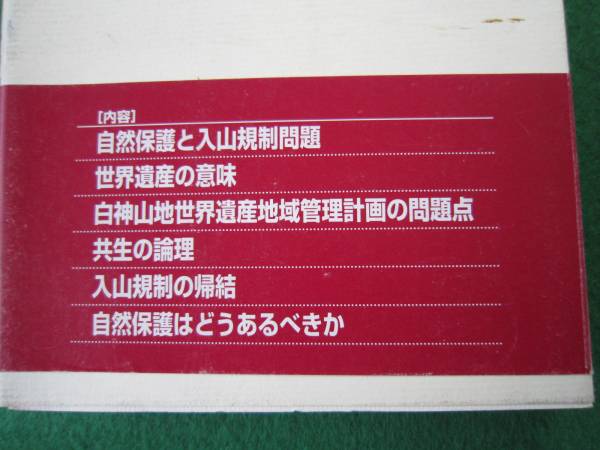 [内容]
自然保護と入山規制問題
世界遺産の意味
白神山地世界遺産地域管理計画の問題点
共生の論理
入山規制の帰結
自然保護はどうあるべきか